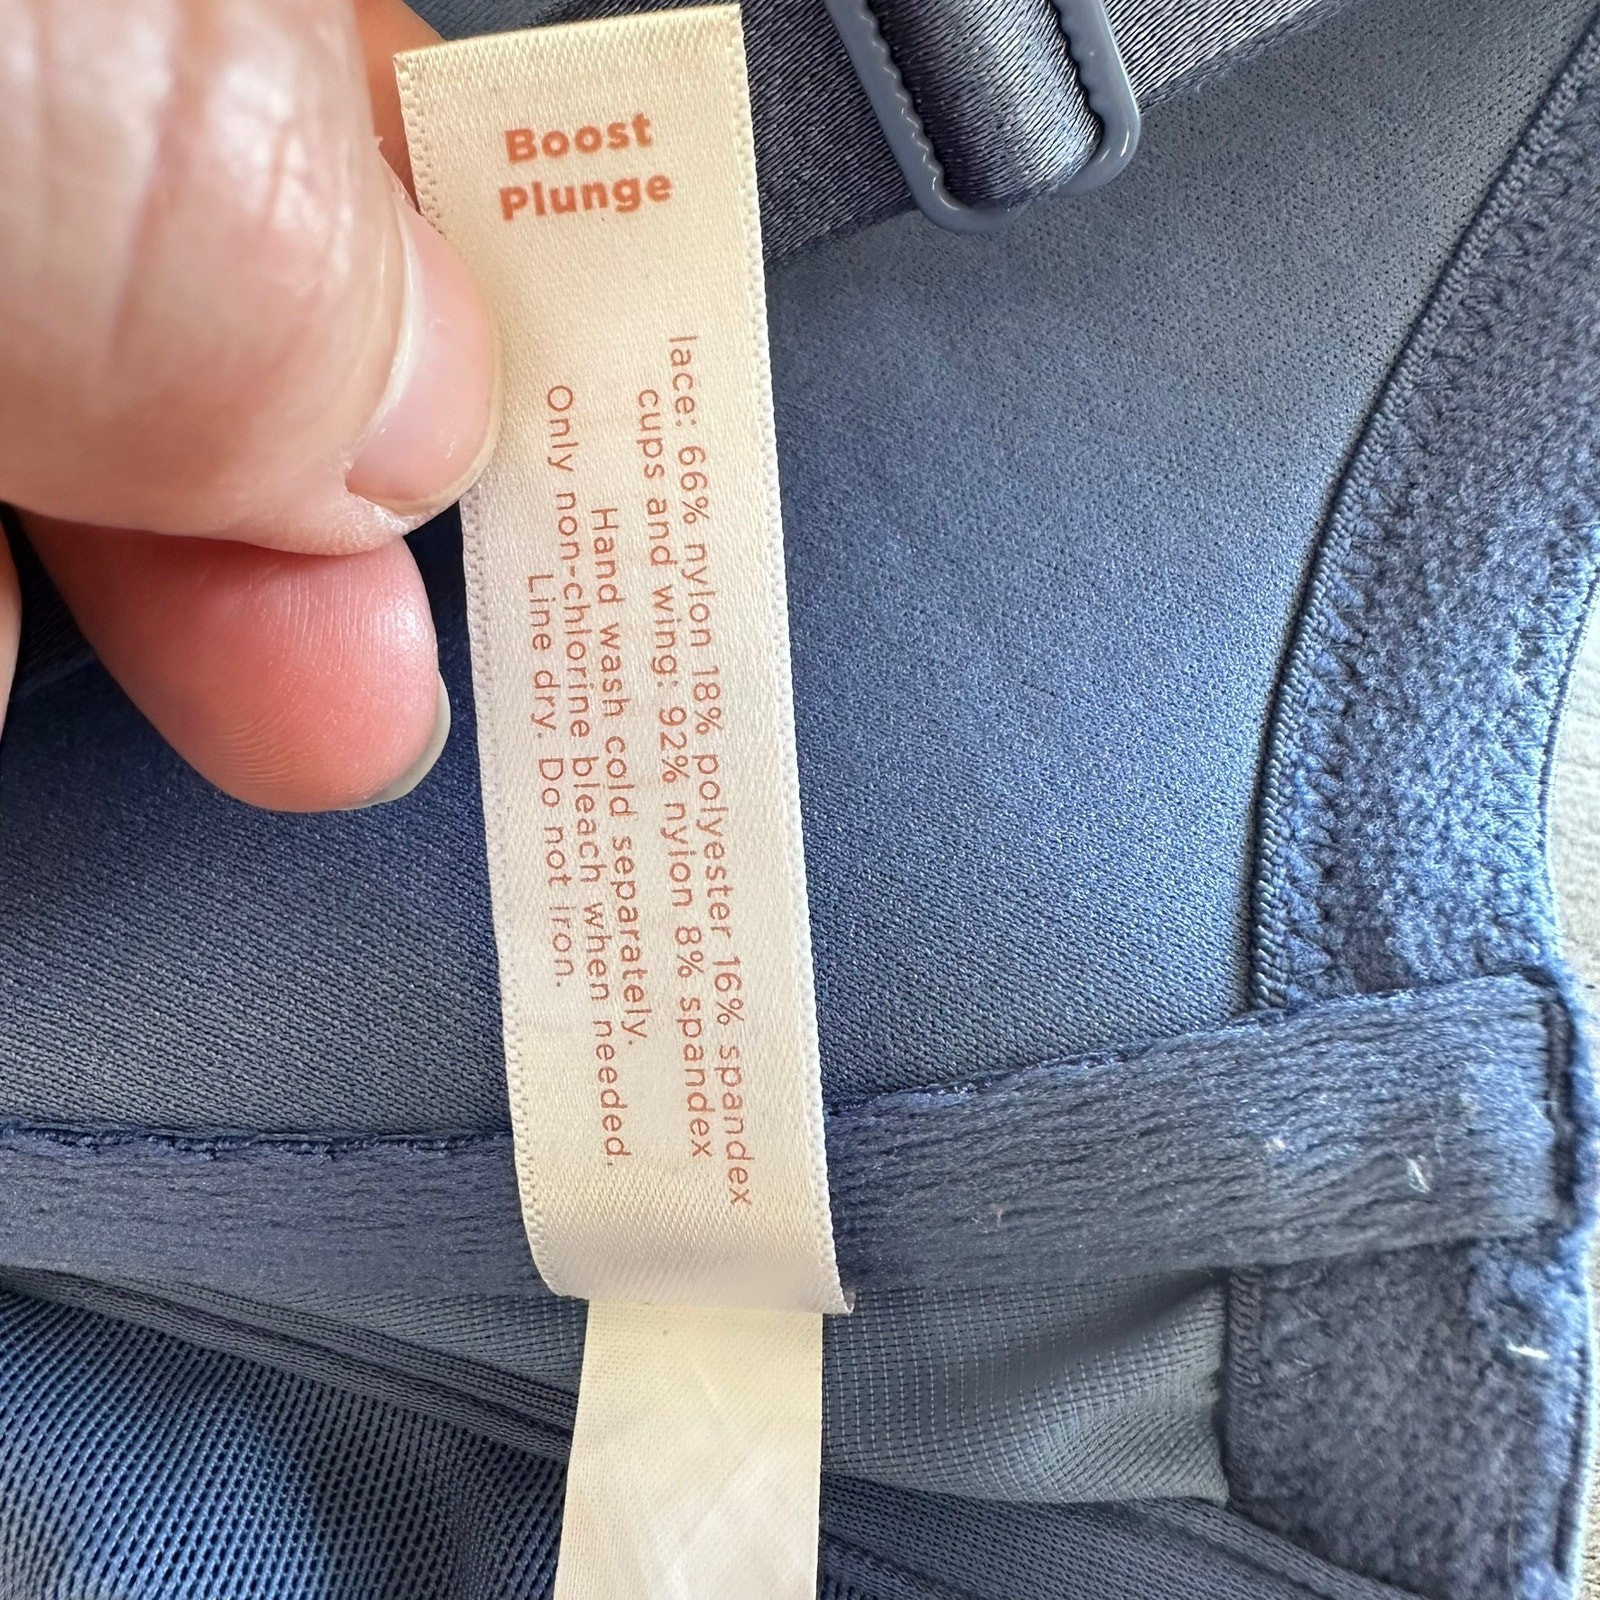 Boost
Plunge
lace: 66% nylon 18% polyester 16% spandex
cups and wing: 92% nylon 8% spandex
Hand wash cold separately.
Only non-chlorine bleach when needed.
Line dry. Do not iron.